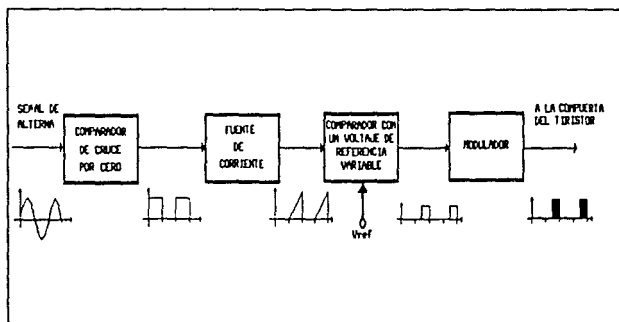 SEÑAL DE
ALTERNA
COMPARADOR
DE CRUCE
POR CERO
FUENTE
DE
CORRIENTE
COMPARADOR CON
UN VOLTAJE DE
REFERENCIA
VARIABLE
Vref
MODULADOR
A LA COMPUERTA
DEL TIRISTOR